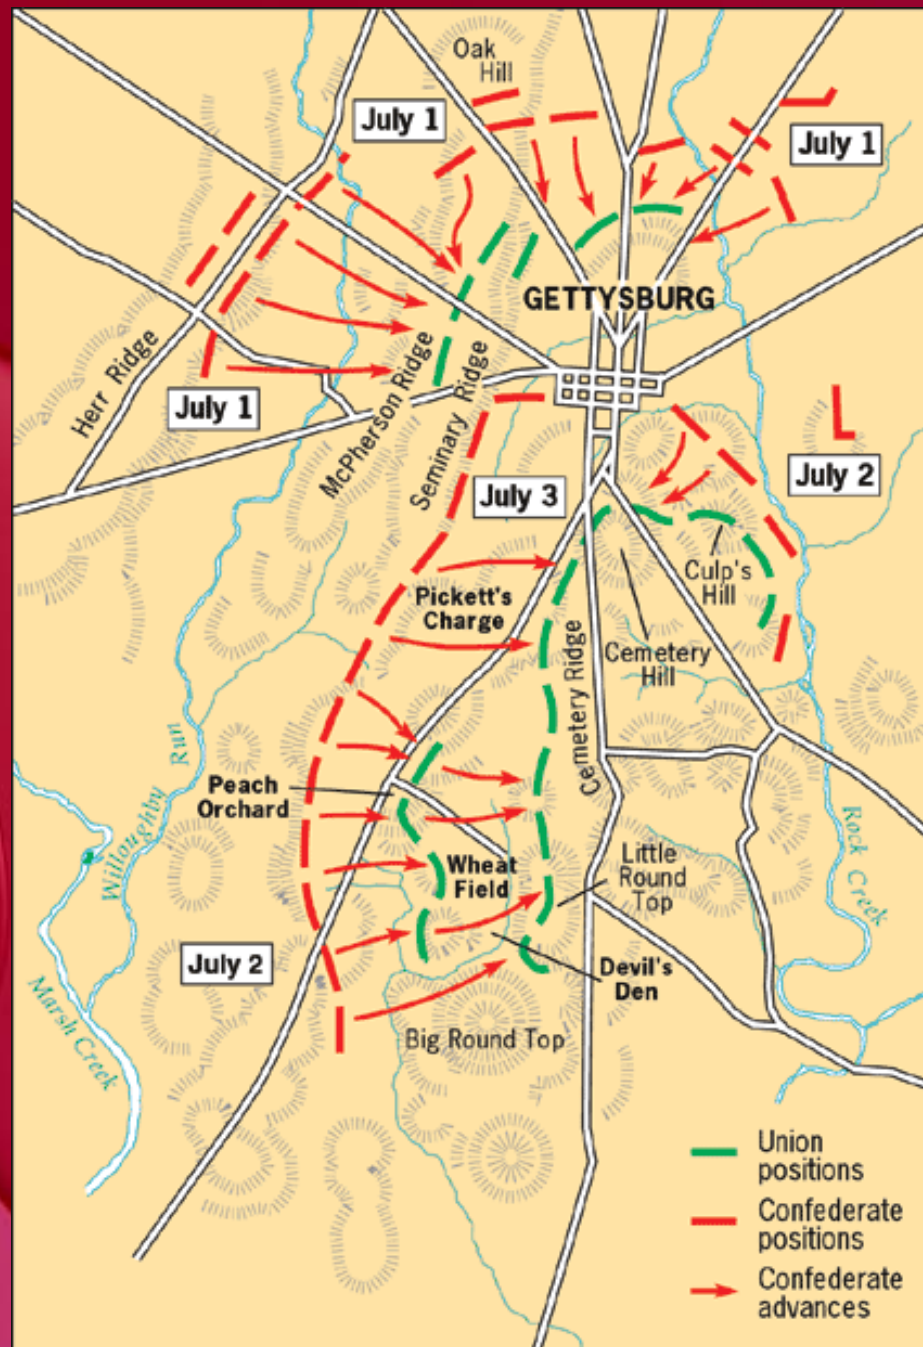 Oak
Hill
July 1
July 1
GETTYSBURG
Herr Ridge
McPherson Ridge
Seminary Ridge
July 1
July 2
July 3
Culp's
Hill
Pickett's
Charge
Cemetery
Hill
Cemetery Ridge
Willoughby Run
Peach
Orchard
Wheat
Field
Little
Round
Top
Rock Creek
July 2
Devil's
Den
Marsh Creek
Big Round Top
Union
positions
Confederate
positions
Confederate
advances